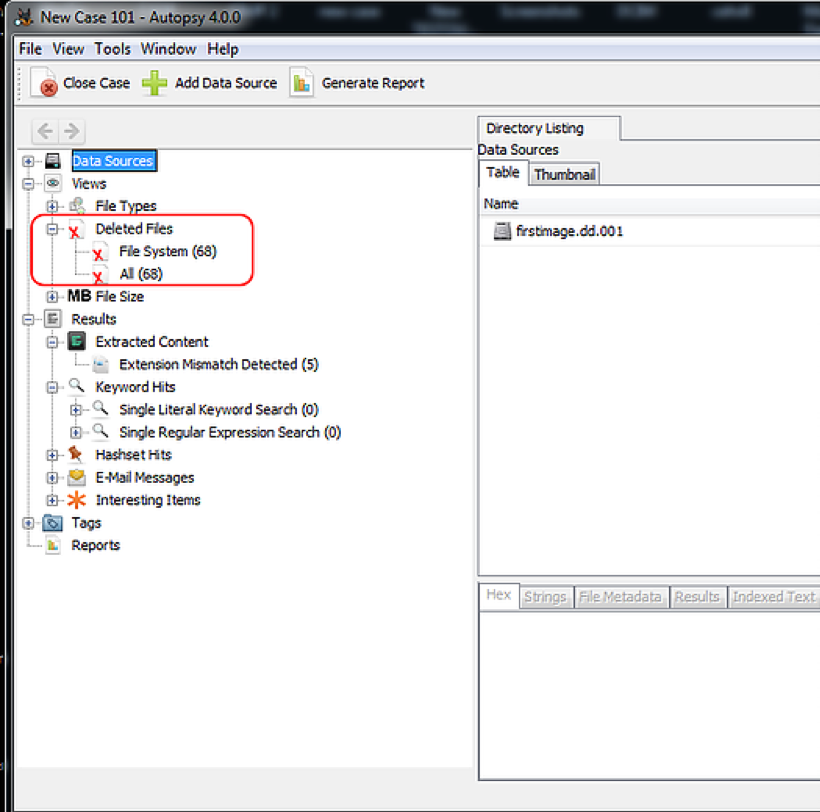 New Case 101 - Autopsy 4.0.0
File View Tools Window Help
Close Case Add Data Source Generate Report
Data Sources
Views
File Types
Deleted Files
File System (68)
All (68)
MB File Size
Results
Extracted Content
Extension Mismatch Detected (5)
Keyword Hits
Single Literal Keyword Search (0)
Single Regular Expression Search (0)
Hashset Hits
E-Mail Messages
Interesting Items
Tags
Reports
Directory Listing
Data Sources
Table Thumbnail
Name
firstimage.dd.001
Hex Strings File Metadata Results Indexed Text